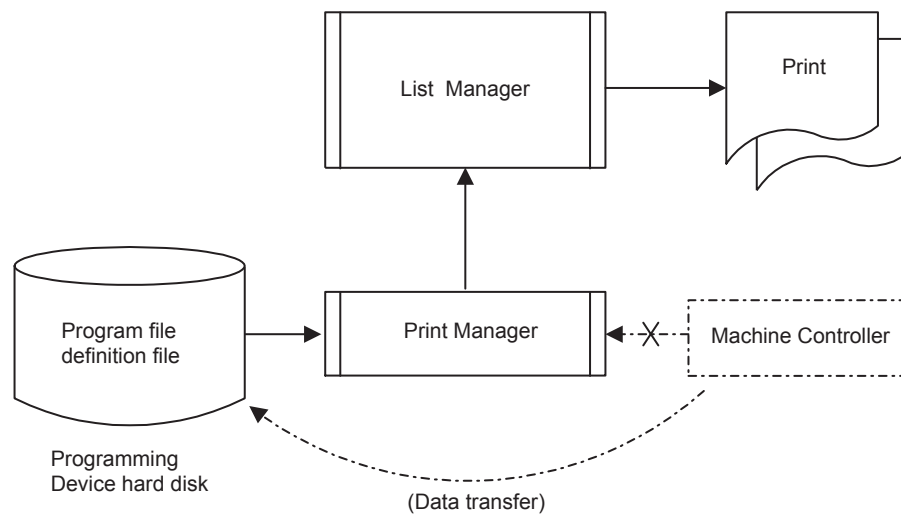 List Manager
Print
Program file
definition file
Print Manager
Machine Controller
Programming
Device hard disk
(Data transfer)